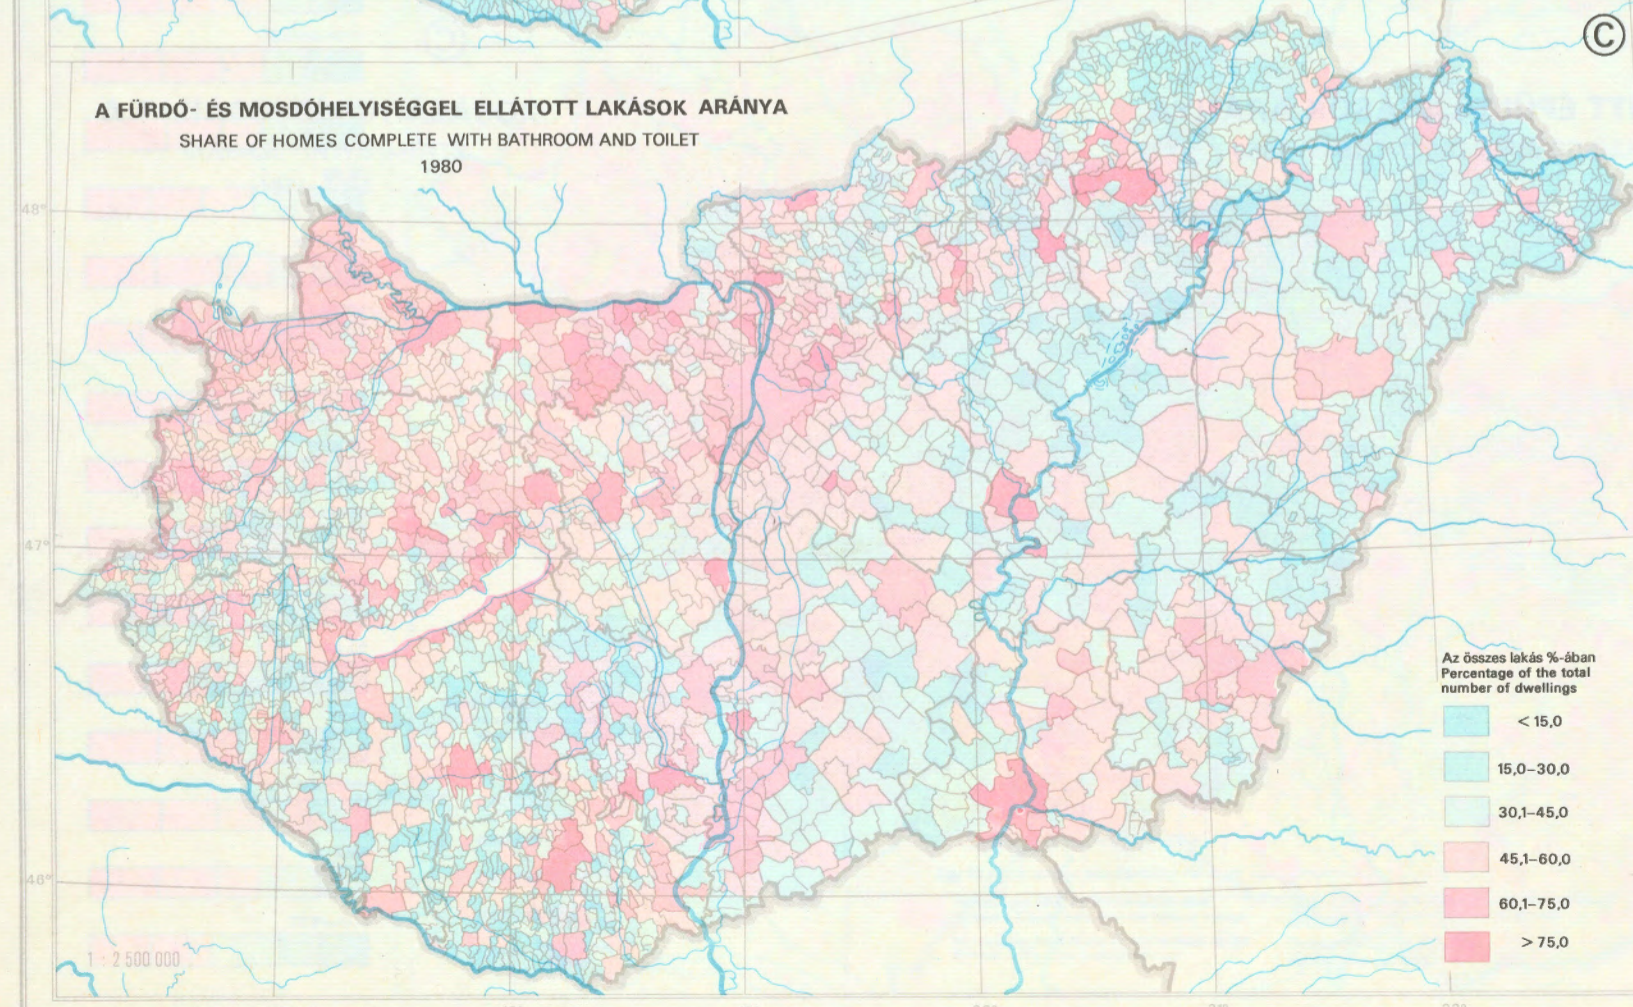 ©
A FÜRDŐ- ÉS MOSDÓHELYISÉGGEL ELLÁTOTT LAKÁSOK ARÁNYA
SHARE OF HOMES COMPLETE WITH BATHROOM AND TOILET
1980
48°
47°
46°
Az összes lakás %-ában
Percentage of the total
number of dwellings
< 15,0
15,0–30,0
30,1–45,0
45,1–60,0
60,1–75,0
> 75,0
1 : 2 500 000